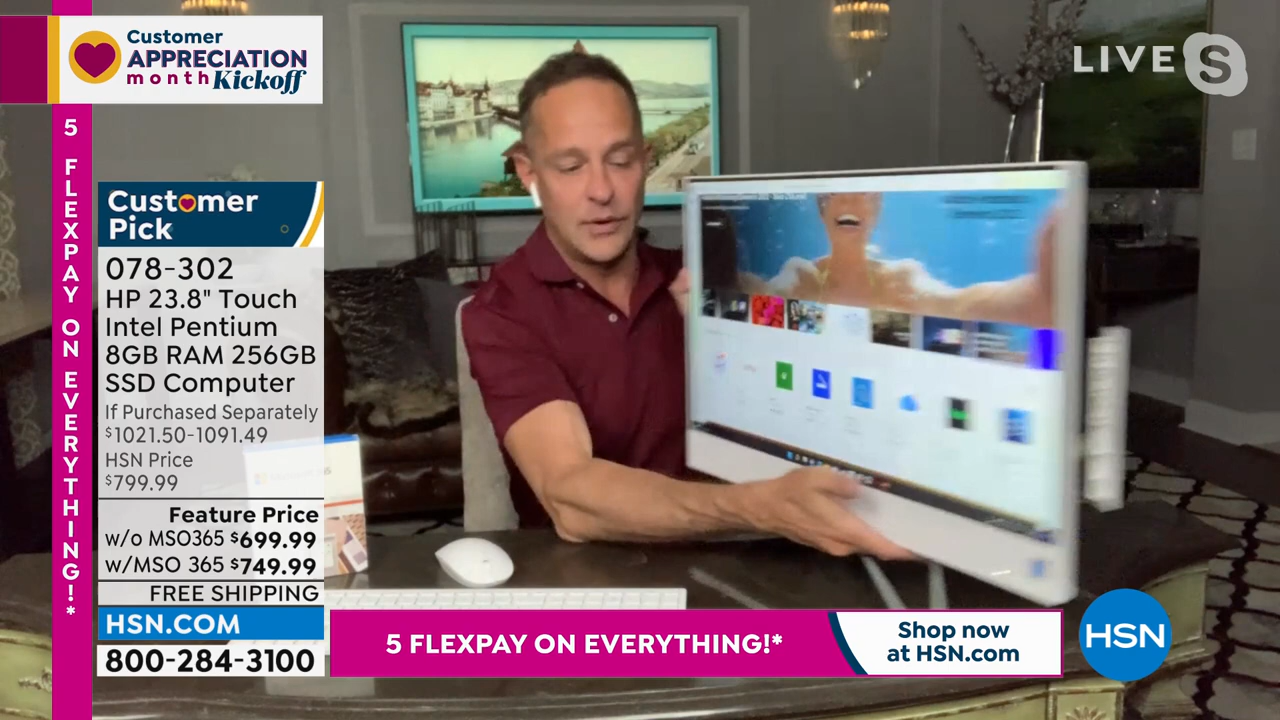 Customer
APPRECIATION
month Kickoff
LIVE S
5 FLEXPAY ON EVERYTHING!*
Customer
Pick
078-302
HP 23.8" Touch
Intel Pentium
8GB RAM 256GB
SSD Computer
If Purchased Separately
$1021.50-1091.49
HSN Price
$799.99
Feature Price
w/o MSO365 $699.99
w/MSO 365 $749.99
FREE SHIPPING
HSN.COM
800-284-3100
5 FLEXPAY ON EVERYTHING!*
Shop now
at HSN.com
HSN